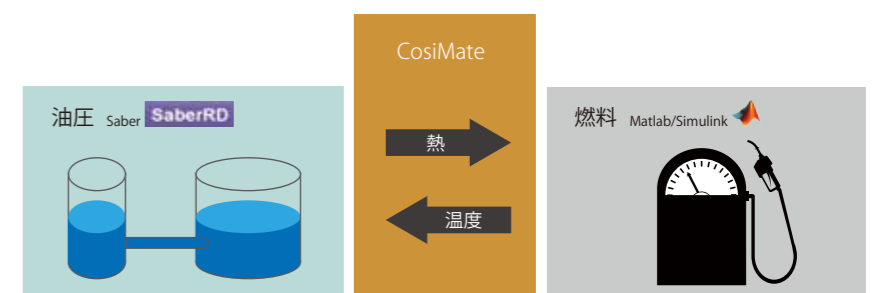 CosiMate
油圧 Saber SaberRD
燃料 Matlab/Simulink
熱
温度